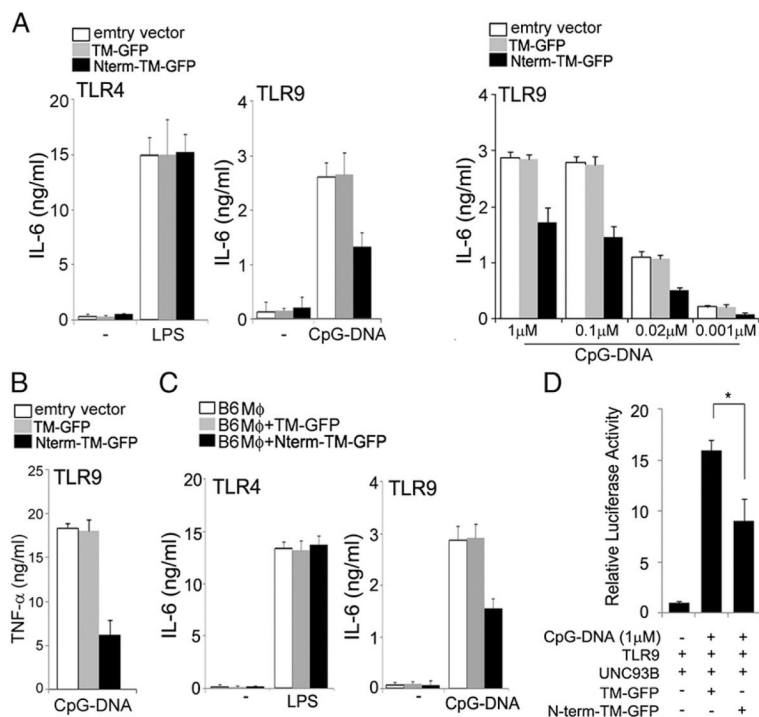 A
emtry vector
TM-GFP
Nterm-TM-GFP
TLR4
IL-6 (ng/ml)
20
15
10
5
0
-
LPS
TLR9
IL-6 (ng/ml)
4
3
2
1
0
-
CpG-DNA
emtry vector
TM-GFP
Nterm-TM-GFP
TLR9
IL-6 (ng/ml)
4
3
2
1
0
1μM 0.1μM 0.02μM 0.001μM
CpG-DNA
B
emtry vector
TM-GFP
Nterm-TM-GFP
TLR9
TNF-α (ng/ml)
25
20
15
10
5
0
CpG-DNA
C
B6Mϕ
B6Mϕ+TM-GFP
B6Mϕ+Nterm-TM-GFP
TLR4
IL-6 (ng/ml)
20
15
10
5
0
-
LPS
TLR9
IL-6 (ng/ml)
4
3
2
1
0
-
CpG-DNA
D
*
Relative Luciferase Activity
20
15
10
5
0
CpG-DNA (1μM) - + +
TLR9 + + +
UNC93B + + +
TM-GFP - + -
N-term-TM-GFP - - +